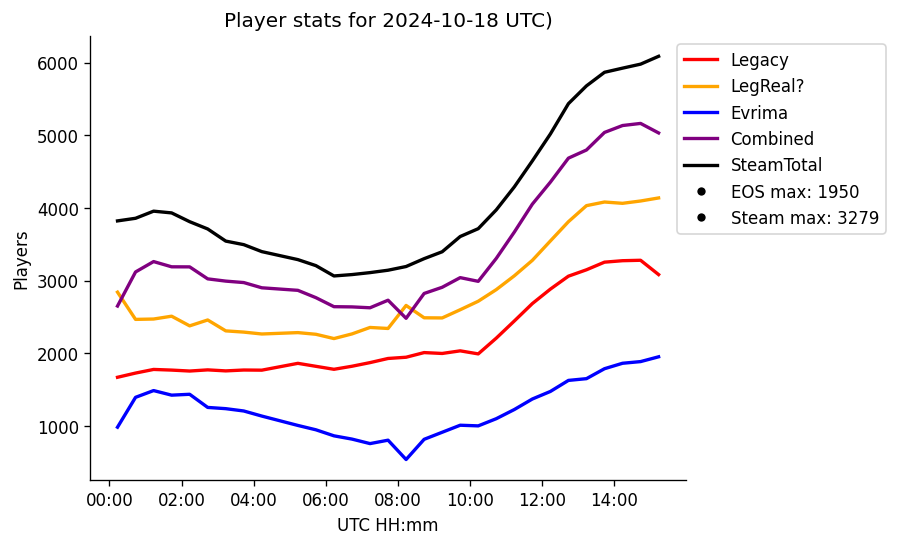 Player stats for 2024-10-18 UTC)
Legacy
LegReal?
Evrima
Combined
SteamTotal
EOS max: 1950
Steam max: 3279
Players
6000
5000
4000
3000
2000
1000
00:00 02:00 04:00 06:00 08:00 10:00 12:00 14:00
UTC HH:mm